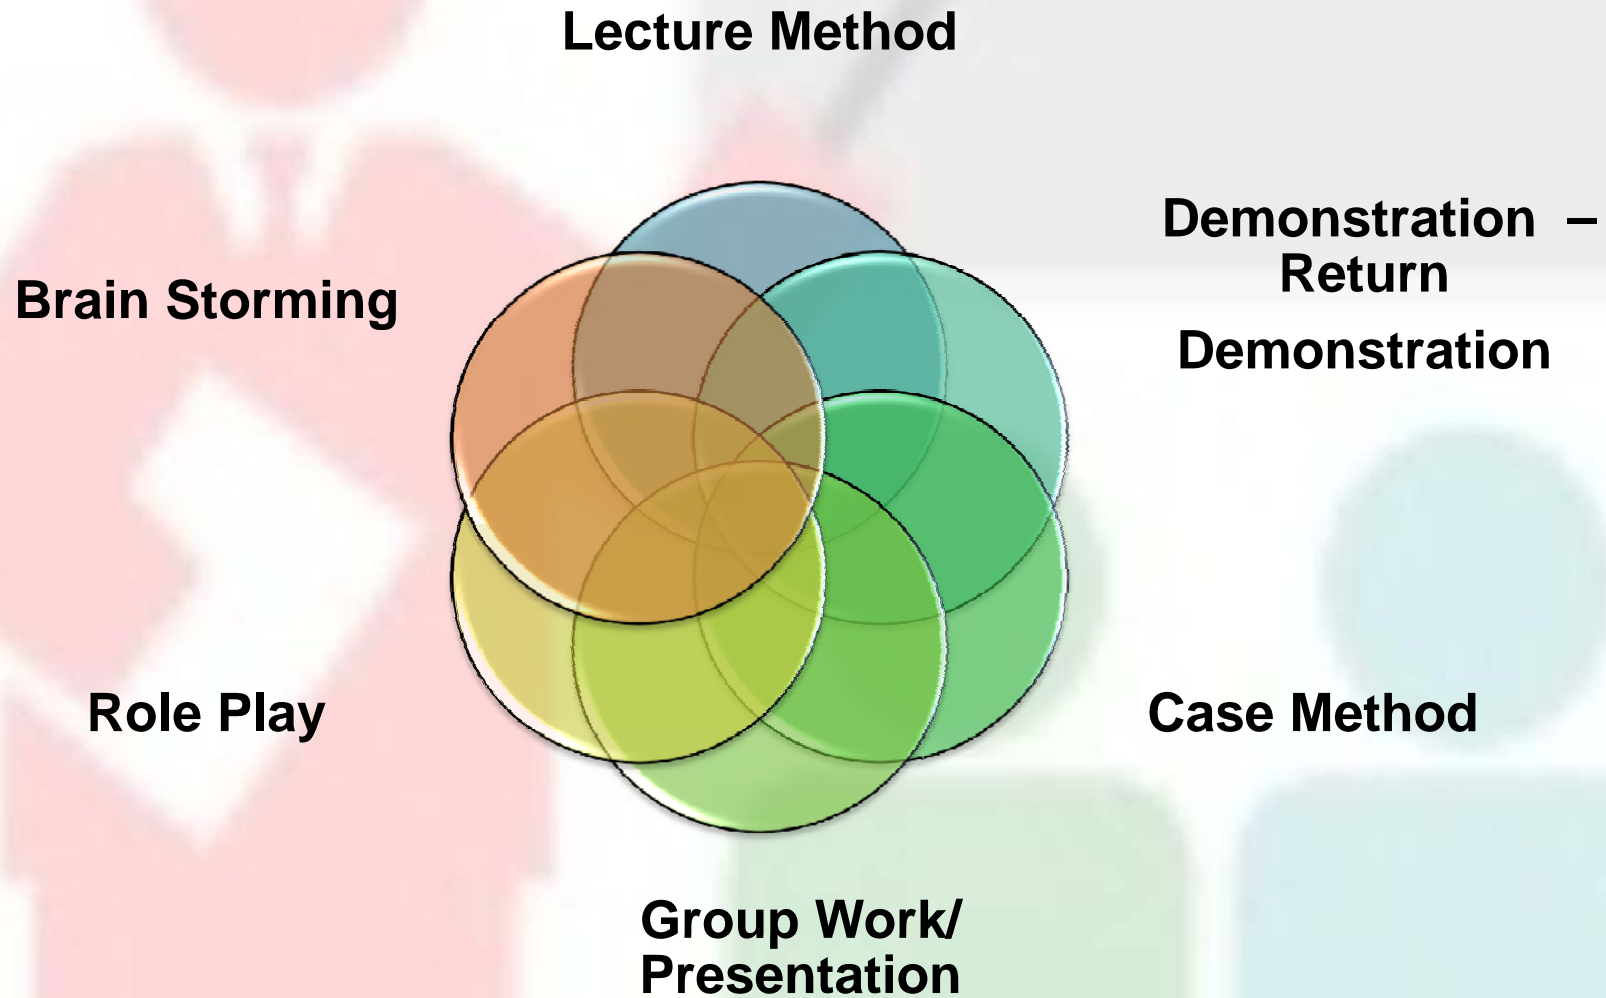 Lecture Method
Demonstration –
Return
Demonstration
Brain Storming
Role Play
Case Method
Group Work/
Presentation